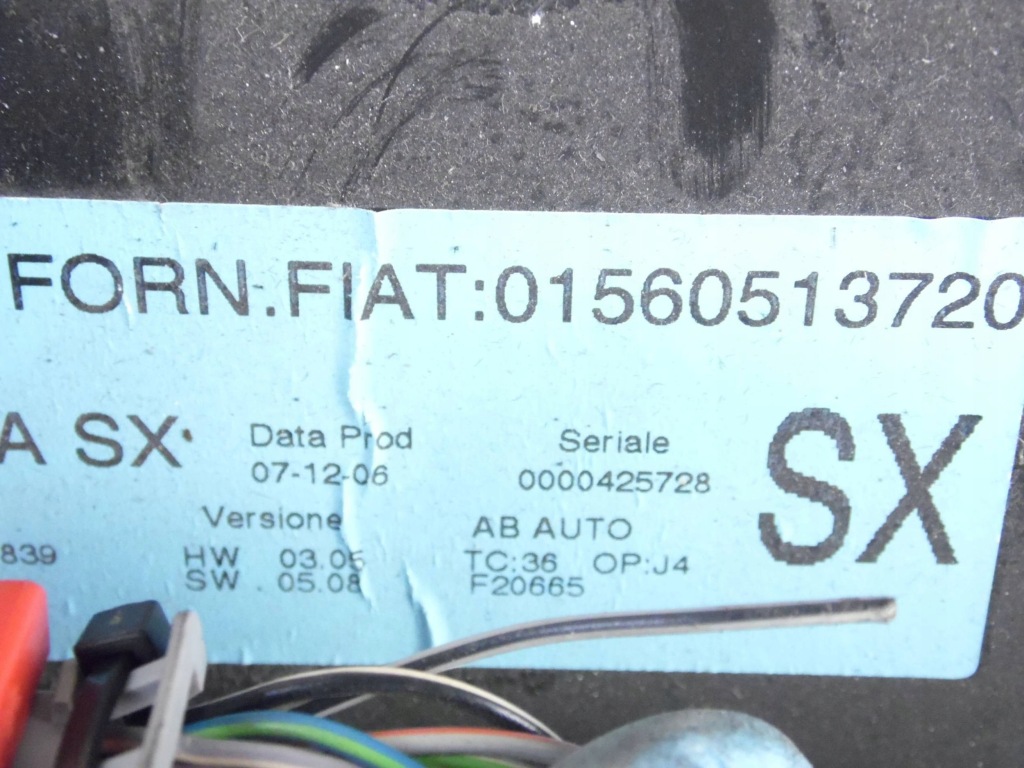 FORN.FIAT:01560513720
A SX
Data Prod
07-12-06
Seriale
0000425728
SX
Versione
AB AUTO
839
HW 03.06
TC:36 OP:J4
SW . 05.08
F20665